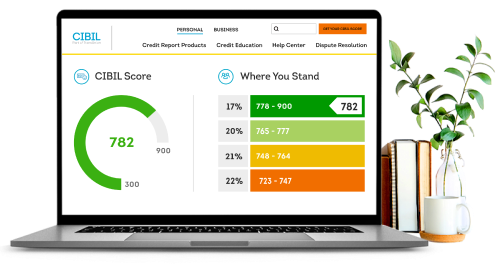 CIBIL
PERSONAL BUSINESS
GET YOUR CIBIL SCORE
Credit Report Products Credit Education Help Center Dispute Resolution
CIBIL Score
782
900
300
Where You Stand
17% 778 - 900 782
20% 765 - 777
21% 748 - 764
22% 723 - 747